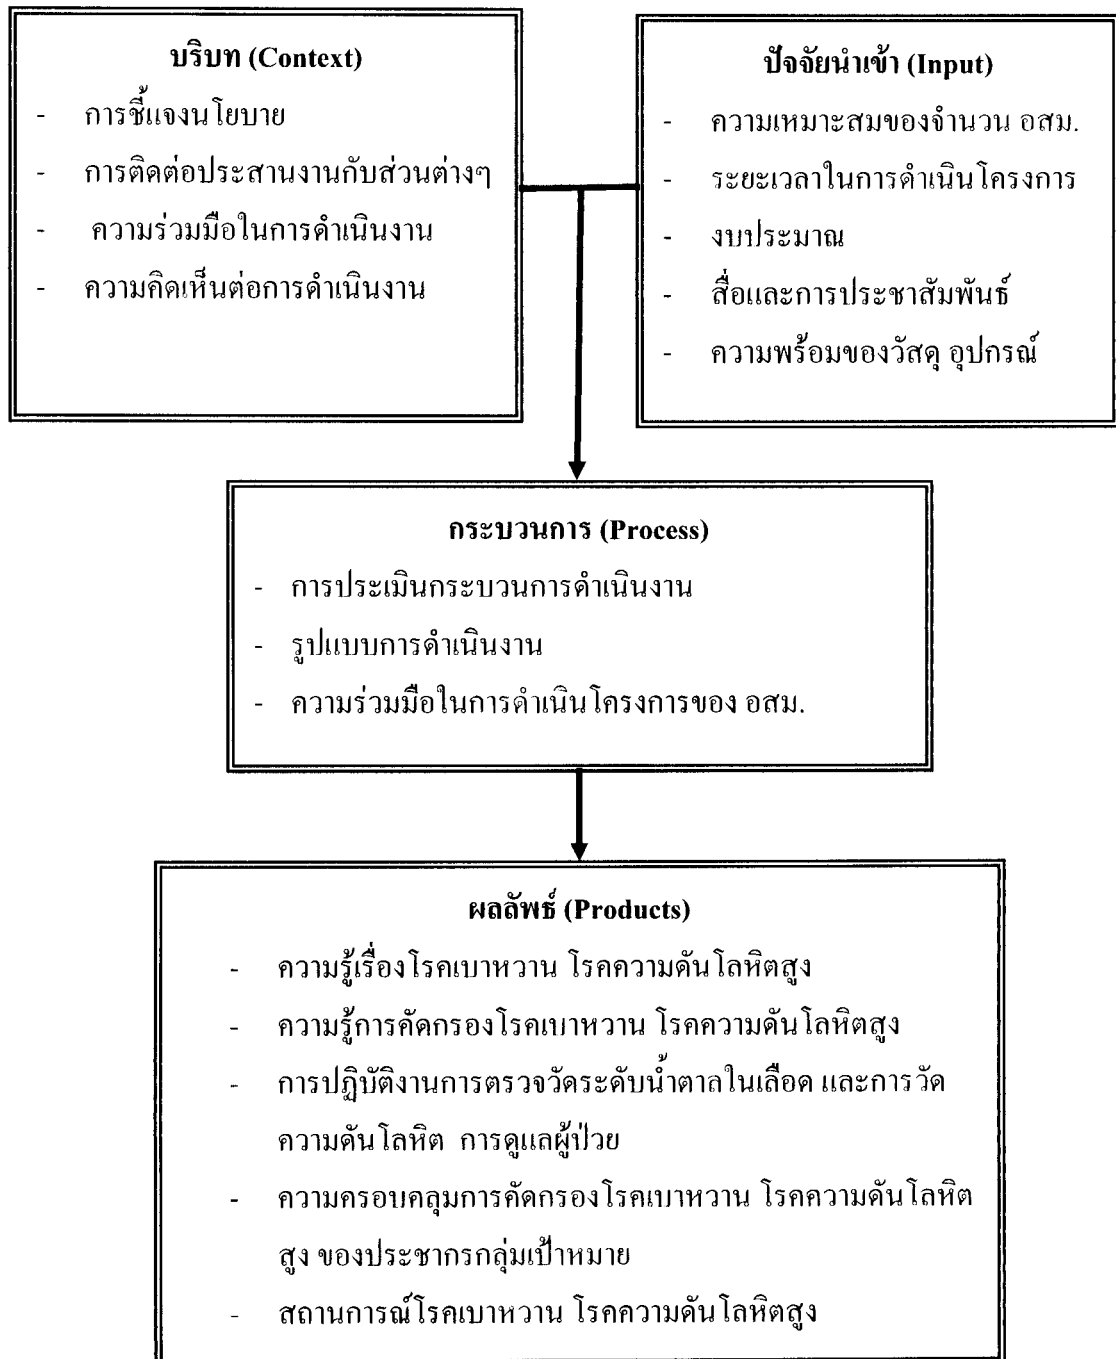 บริบท (Context)
- การชี้แจงนโยบาย
- การติดต่อประสานงานกับส่วนต่างๆ
- ความร่วมมือในการดำเนินงาน
- ความคิดเห็นต่อการดำเนินงาน
ปัจจัยนำเข้า (Input)
- ความเหมาะสมของจำนวน อสม.
- ระยะเวลาในการดำเนินโครงการ
- งบประมาณ
- สื่อและการประชาสัมพันธ์
- ความพร้อมของวัสดุ อุปกรณ์
กระบวนการ (Process)
- การประเมินกระบวนการดำเนินงาน
- รูปแบบการดำเนินงาน
- ความร่วมมือในการดำเนินโครงการของ อสม.
ผลลัพธ์ (Products)
- ความรู้เรื่องโรคเบาหวาน โรคความดันโลหิตสูง
- ความรู้การคัดกรองโรคเบาหวาน โรคความดันโลหิตสูง
- การปฏิบัติงานการตรวจวัดระดับน้ำตาลในเลือด และการวัด
ความดันโลหิต การดูแลผู้ป่วย
- ความครอบคลุมการคัดกรองโรคเบาหวาน โรคความดันโลหิต
สูง ของประชากรกลุ่มเป้าหมาย
- สถานการณ์โรคเบาหวาน โรคความดันโลหิตสูง